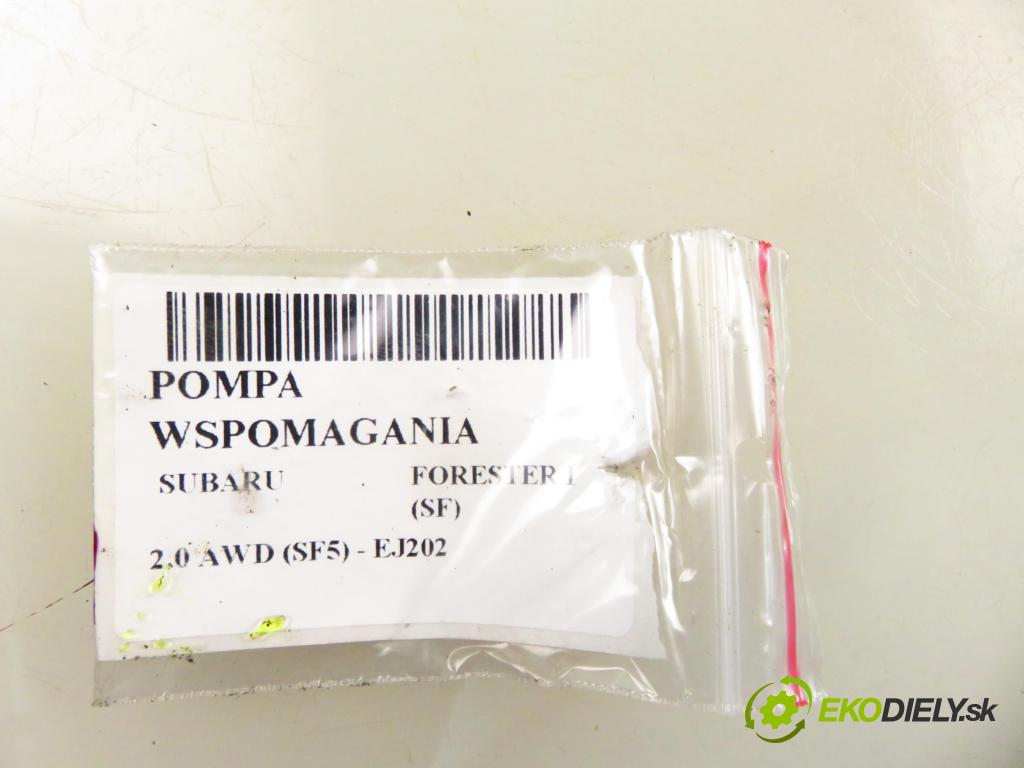 POMPA
WSPOMAGANIA
SUBARU FORESTER I
(SF)
2.0 AWD (SF5) - EJ202
EKODIELY.sk